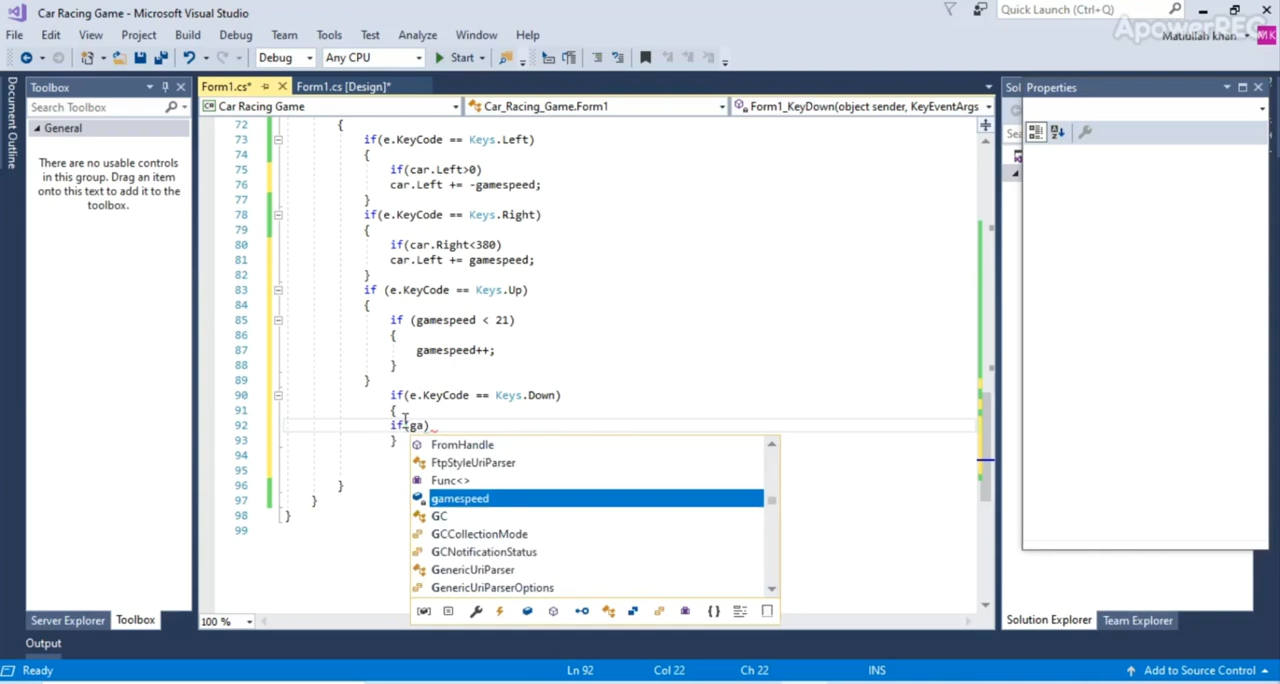 Car Racing Game - Microsoft Visual Studio
Quick Launch (Ctrl+Q)
ApowerREC
File Edit View Project Build Debug Team Tools Test Analyze Window Help
Matiullah khan MK
Debug Any CPU Start
Document Outline
Toolbox
Search Toolbox
General
There are no usable controls
in this group. Drag an item
onto this text to add it to the
toolbox.
Server Explorer Toolbox
Form1.cs* Form1.cs [Design]*
Car Racing Game Car_Racing_Game.Form1 Form1_KeyDown(object sender, KeyEventArgs
72 {
73 if(e.KeyCode == Keys.Left)
74 {
75 if(car.Left>0)
76 car.Left += -gamespeed;
77 }
78 if(e.KeyCode == Keys.Right)
79 {
80 if(car.Right<380)
81 car.Left += gamespeed;
82 }
83 if (e.KeyCode == Keys.Up)
84 {
85 if (gamespeed < 21)
86 {
87 gamespeed++;
88 }
89 }
90 if(e.KeyCode == Keys.Down)
91 {
92 if(ga)
93 }
94
95
96 }
97 }
98 }
99
FromHandle
FtpStyleUriParser
Func<>
gamespeed
GC
GCCollectionMode
GCNotificationStatus
GenericUriParser
GenericUriParserOptions
100 %
Sol
Sea
Properties
Solution Explorer Team Explorer
Output
Ready Ln 92 Col 22 Ch 22 INS Add to Source Control